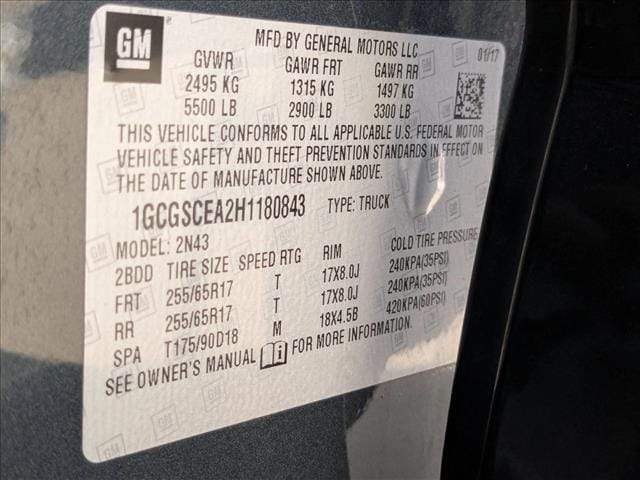 GM
MFD BY GENERAL MOTORS LLC 01/17
GVWR GAWR FRT GAWR RR
2495 KG 1315 KG 1497 KG
5500 LB 2900 LB 3300 LB
THIS VEHICLE CONFORMS TO ALL APPLICABLE U.S. FEDERAL MOTOR
VEHICLE SAFETY AND THEFT PREVENTION STANDARDS IN EFFECT ON
THE DATE OF MANUFACTURE SHOWN ABOVE.
1GCGSCEA2H1180843 TYPE: TRUCK
MODEL: 2N43
2BDD TIRE SIZE SPEED RTG RIM COLD TIRE PRESSURE
FRT 255/65R17 T 17X8.0J 240KPA(35PSI)
RR 255/65R17 T 17X8.0J 240KPA(35PSI)
SPA T175/90D18 M 18X4.5B 420KPA(60PSI)
SEE OWNER'S MANUAL FOR MORE INFORMATION.